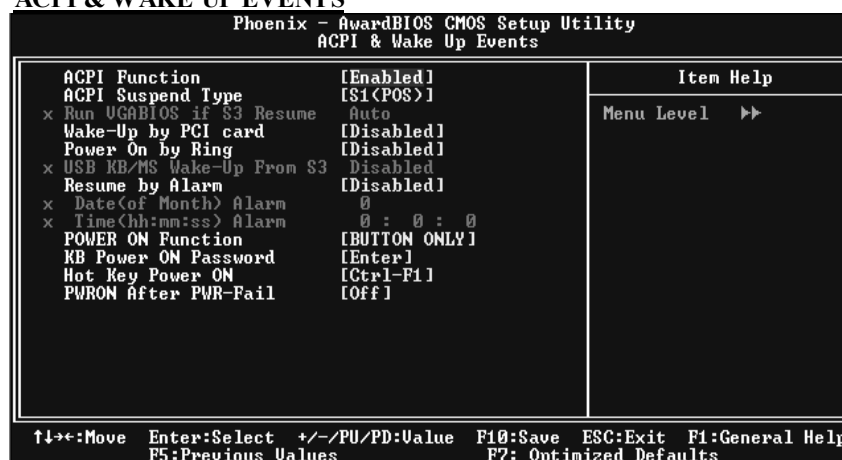 ACPI & WAKE UP EVENTS
Phoenix - AwardBIOS CMOS Setup Utility
ACPI & Wake Up Events
ACPI Function [Enabled]
ACPI Suspend Type [S1(POS)]
x Run VGABIOS if S3 Resume Auto
Wake-Up by PCI card [Disabled]
Power On by Ring [Disabled]
x USB KB/MS Wake-Up From S3 Disabled
Resume by Alarm [Disabled]
x Date(of Month) Alarm 0
x Time(hh:mm:ss) Alarm 0 : 0 : 0
POWER ON Function [BUTTON ONLY]
KB Power ON Password [Enter]
Hot Key Power ON [Ctrl-F1]
PWRON After PWR-Fail [Off]
Item Help
Menu Level ▸▸
↑↓→←:Move Enter:Select +/-/PU/PD:Value F10:Save ESC:Exit F1:General Help
F5:Previous Values F7: Optimized Defaults